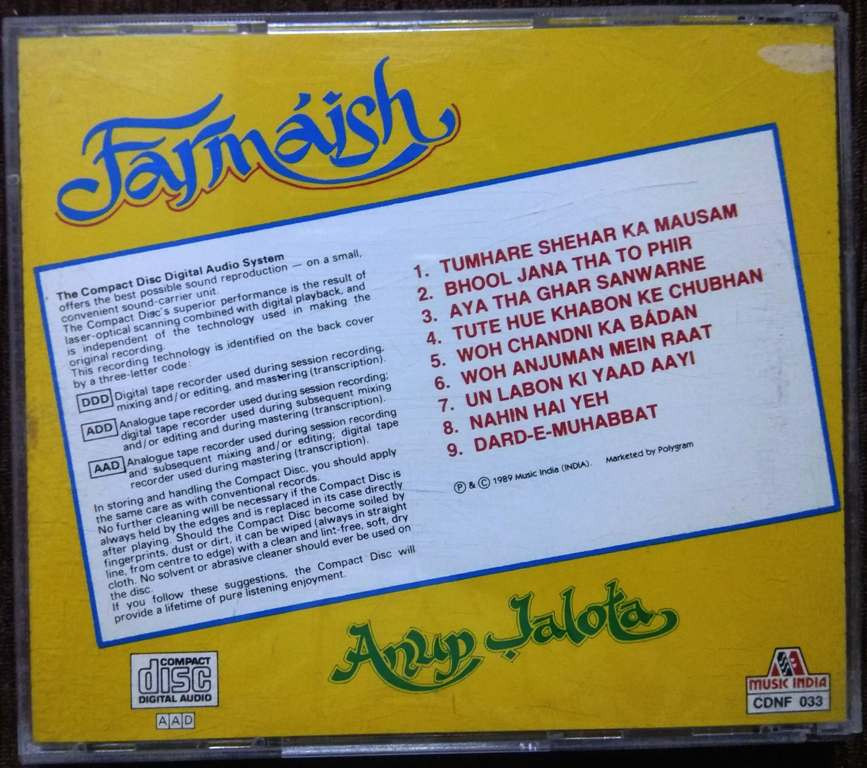 Farmáish
The Compact Disc Digital Audio System
offers the best possible sound reproduction — on a small,
convenient sound-carrier unit.
The Compact Disc's superior performance is the result of
laser-optical scanning combined with digital playback, and
is independent of the technology used in making the
original recording.
This recording technology is identified on the back cover
by a three-letter code:
DDD Digital tape recorder used during session recording,
mixing and/or editing, and mastering (transcription).
ADD Analogue tape recorder used during session recording;
digital tape recorder used during subsequent mixing
and/or editing and during mastering (transcription).
AAD Analogue tape recorder used during session recording
and subsequent mixing and/or editing; digital tape
recorder used during mastering (transcription).
In storing and handling the Compact Disc, you should apply
the same care as with conventional records.
No further cleaning will be necessary if the Compact Disc is
always held by the edges and is replaced in its case directly
after playing. Should the Compact Disc become soiled by
fingerprints, dust or dirt, it can be wiped (always in straight
line, from centre to edge) with a clean and lint-free, soft, dry
cloth. No solvent or abrasive cleaner should ever be used on
the disc.
If you follow these suggestions, the Compact Disc will
provide a lifetime of pure listening enjoyment.
1. TUMHARE SHEHAR KA MAUSAM
2. BHOOL JANA THA TO PHIR
3. AYA THA GHAR SANWARNE
4. TUTE HUE KHABON KE CHUBHAN
5. WOH CHANDNI KA BADAN
6. WOH ANJUMAN MEIN RAAT
7. UN LABON KI YAAD AAYI
8. NAHIN HAI YEH
9. DARD-E-MUHABBAT
Ⓟ & © 1989 Music India (INDIA). Marketed by Polygram
Anup Jalota
COMPACT
disc
DIGITAL AUDIO
AAD
MUSIC INDIA
CDNF 033